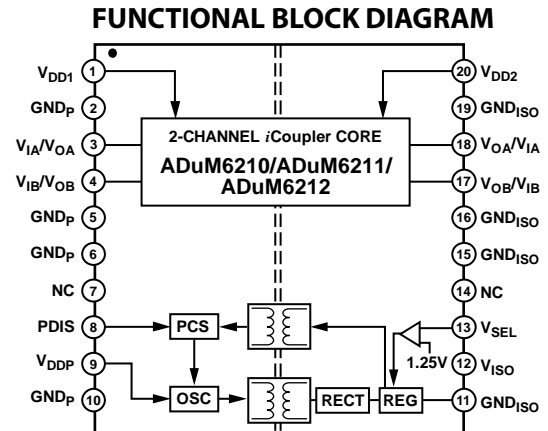 FUNCTIONAL BLOCK DIAGRAM
VDD1 1
GNDP 2
VIA/VOA 3
VIB/VOB 4
GNDP 5
GNDP 6
NC 7
PDIS 8
VDDP 9
GNDP 10
2-CHANNEL iCoupler CORE
ADuM6210/ADuM6211/
ADuM6212
PCS
OSC
RECT
REG
1.25V
20 VDD2
19 GNDISO
18 VOA/VIA
17 VOB/VIB
16 GNDISO
15 GNDISO
14 NC
13 VSEL
12 VISO
11 GNDISO